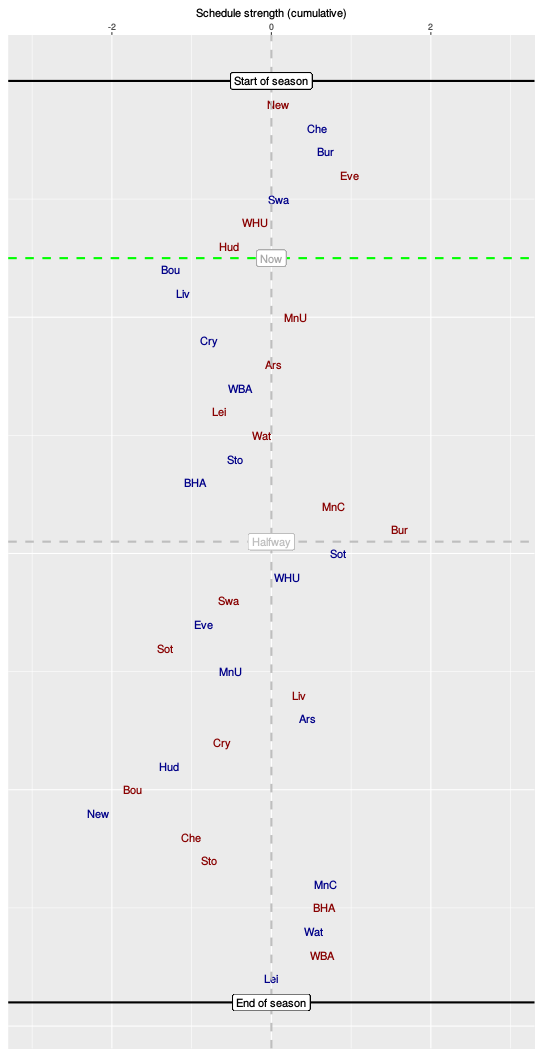 Schedule strength (cumulative)
-2 0 2
Start of season
New
Che
Bur
Eve
Swa
WHU
Hud
Now
Bou
Liv
MnU
Cry
Ars
WBA
Lei
Wat
Sto
BHA
MnC
Bur
Halfway
Sot
WHU
Swa
Eve
Sot
MnU
Liv
Ars
Cry
Hud
Bou
New
Che
Sto
MnC
BHA
Wat
WBA
Lei
End of season